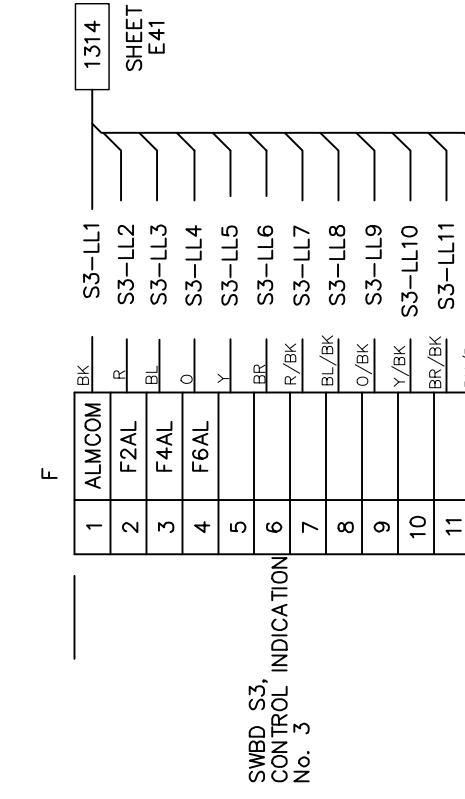 1314
SHEET
E41
F
1 ALMCOM BK S3-LL1
2 F2AL R S3-LL2
3 F4AL BL S3-LL3
4 F6AL O S3-LL4
5 Y S3-LL5
6 BR S3-LL6
7 R/BK S3-LL7
8 BL/BK S3-LL8
9 O/BK S3-LL9
10 Y/BK S3-LL10
11 BR/BK S3-LL11
SWBD S3,
CONTROL INDICATION
No. 3